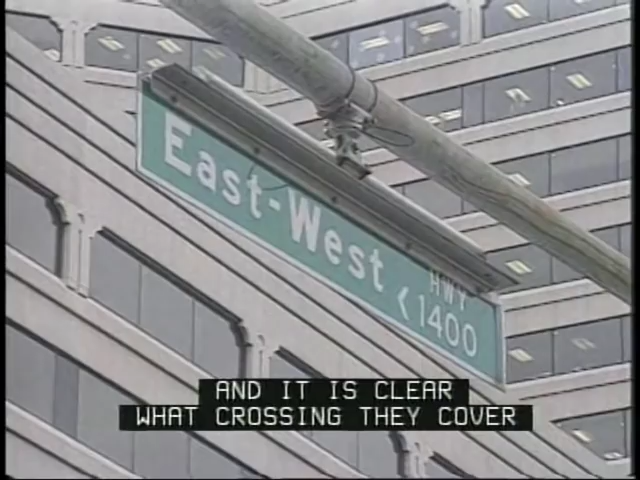 East-West HWY
< 1400
AND IT IS CLEAR
WHAT CROSSING THEY COVER